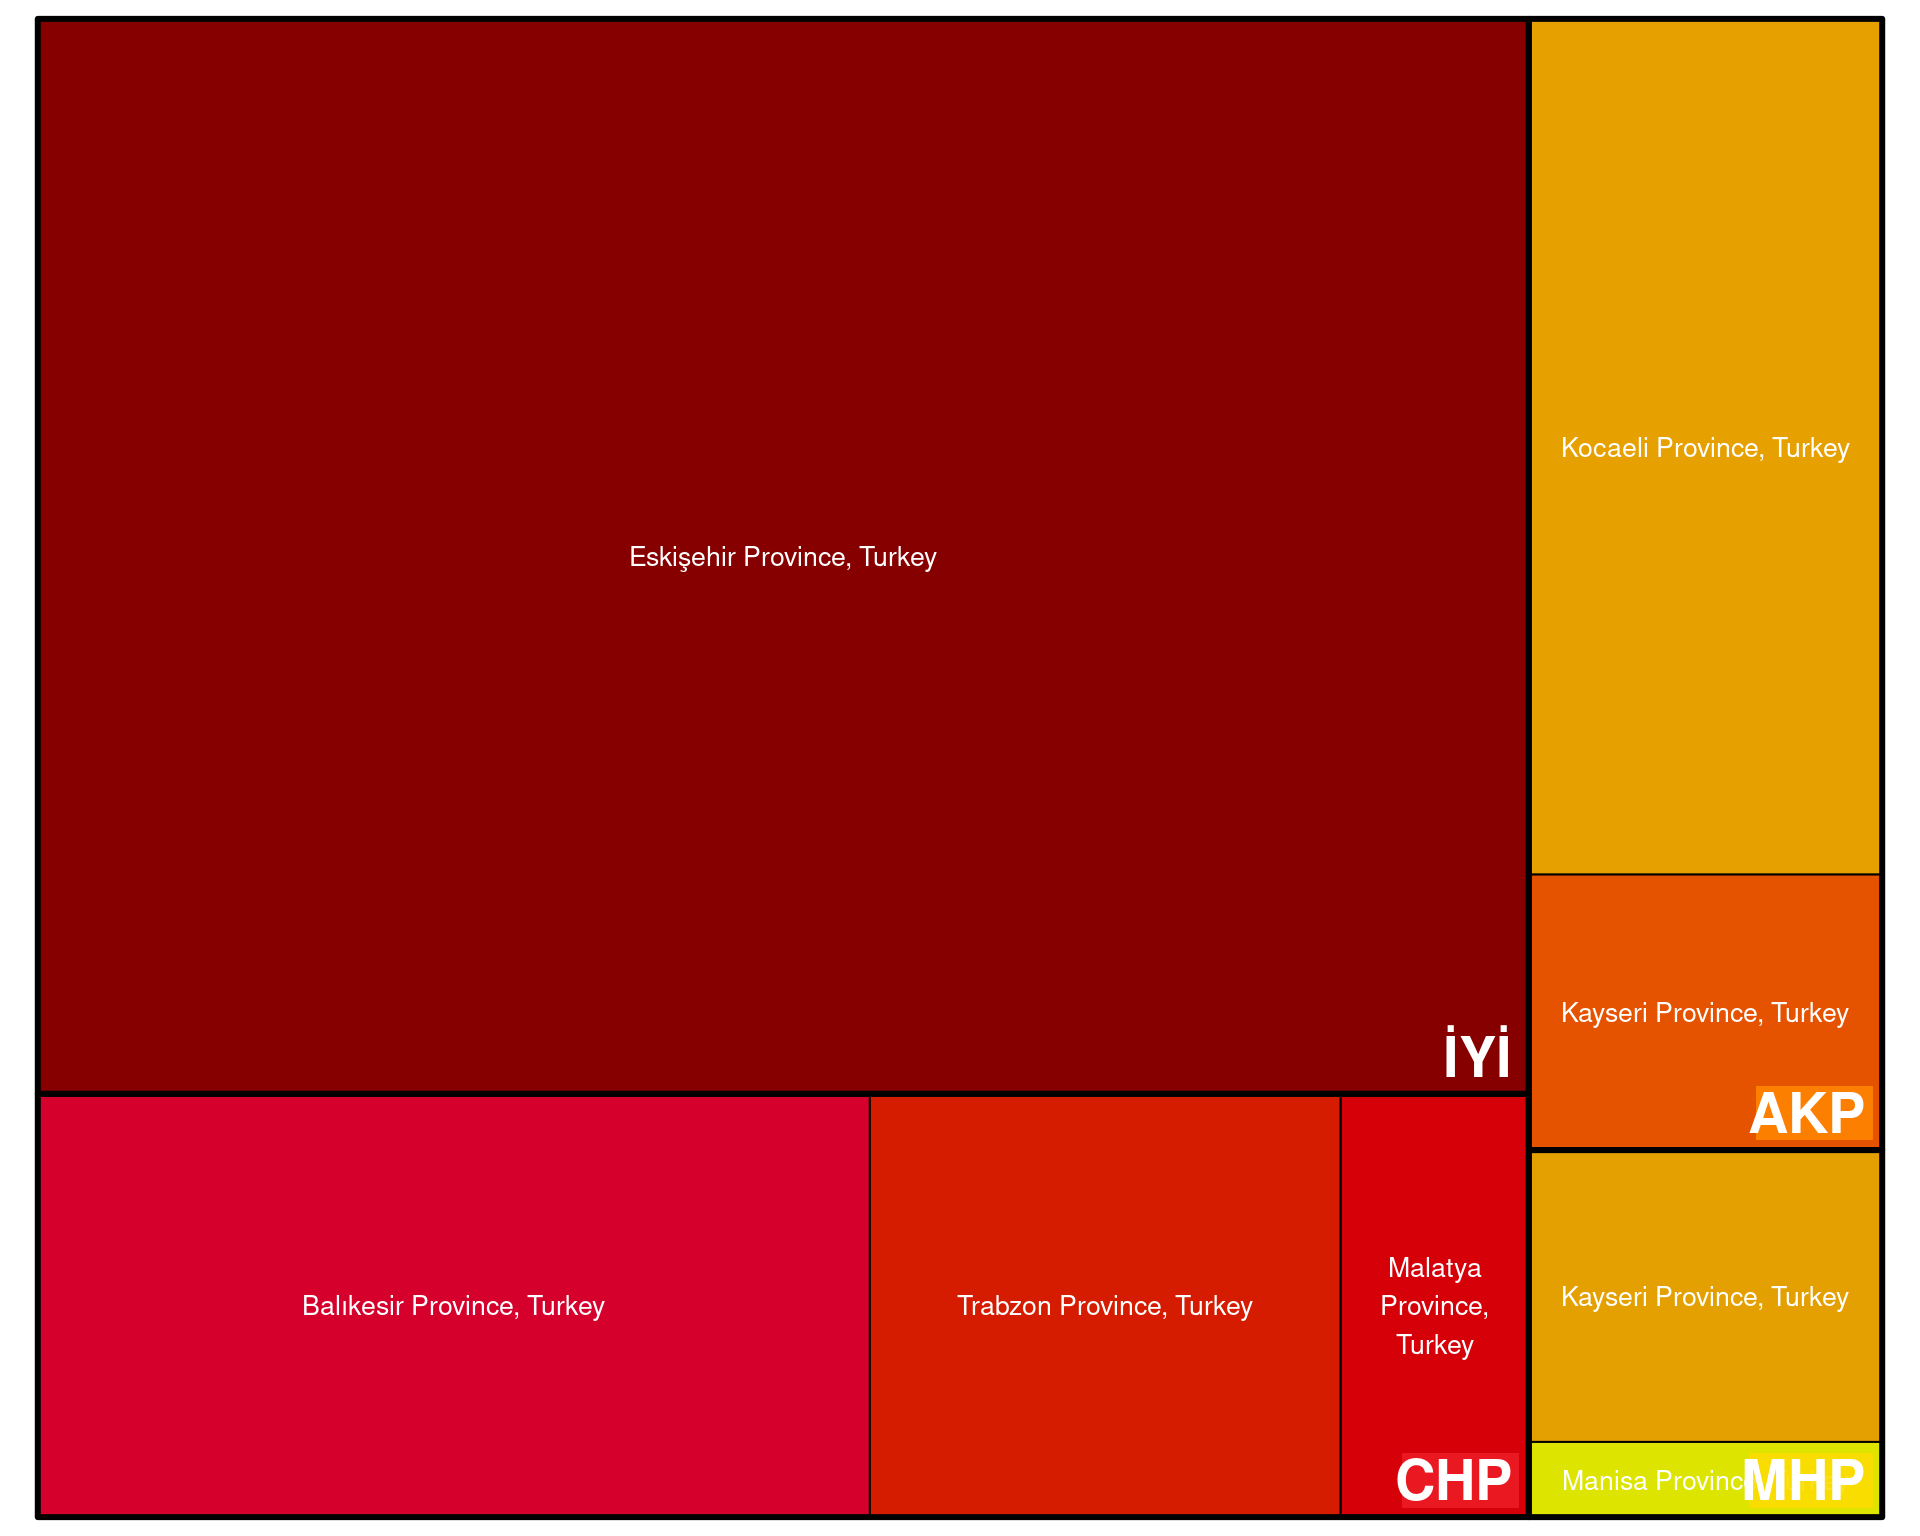 Eskişehir Province, Turkey
İYİ
Kocaeli Province, Turkey
Kayseri Province, Turkey
AKP
Balıkesir Province, Turkey
Trabzon Province, Turkey
Malatya
Province,
Turkey
CHP
Kayseri Province, Turkey
Manisa
MHP